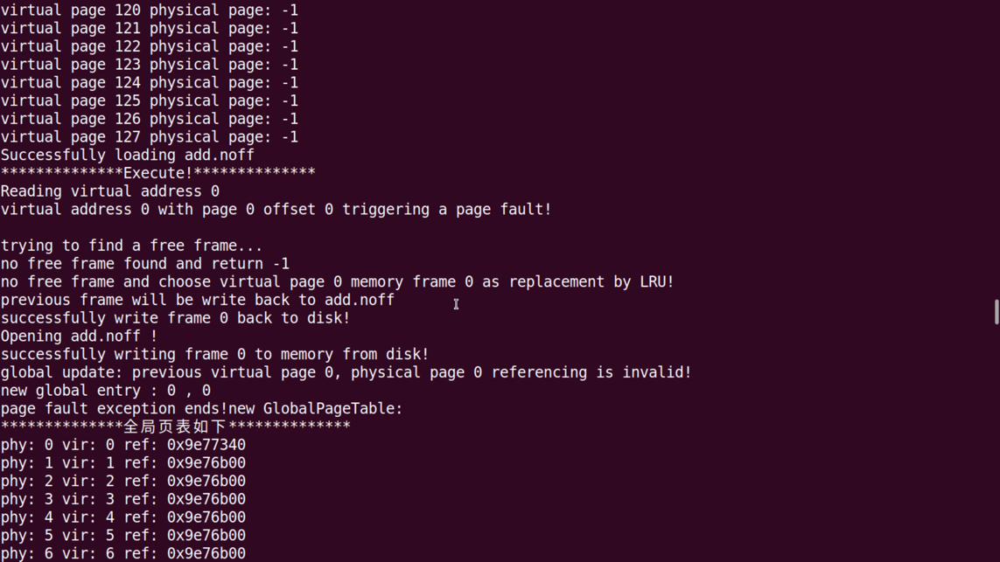 virtual page 120 physical page: -1
virtual page 121 physical page: -1
virtual page 122 physical page: -1
virtual page 123 physical page: -1
virtual page 124 physical page: -1
virtual page 125 physical page: -1
virtual page 126 physical page: -1
virtual page 127 physical page: -1
Successfully loading add.noff
**************Execute!**************
Reading virtual address 0
virtual address 0 with page 0 offset 0 triggering a page fault!
trying to find a free frame...
no free frame found and return -1
no free frame and choose virtual page 0 memory frame 0 as replacement by LRU!
previous frame will be write back to add.noff
successfully write frame 0 back to disk!
Opening add.noff !
successfully writing frame 0 to memory from disk!
global update: previous virtual page 0, physical page 0 referencing is invalid!
new global entry : 0 , 0
page fault exception ends!new GlobalPageTable:
**************全局页表如下**************
phy: 0 vir: 0 ref: 0x9e77340
phy: 1 vir: 1 ref: 0x9e76b00
phy: 2 vir: 2 ref: 0x9e76b00
phy: 3 vir: 3 ref: 0x9e76b00
phy: 4 vir: 4 ref: 0x9e76b00
phy: 5 vir: 5 ref: 0x9e76b00
phy: 6 vir: 6 ref: 0x9e76b00